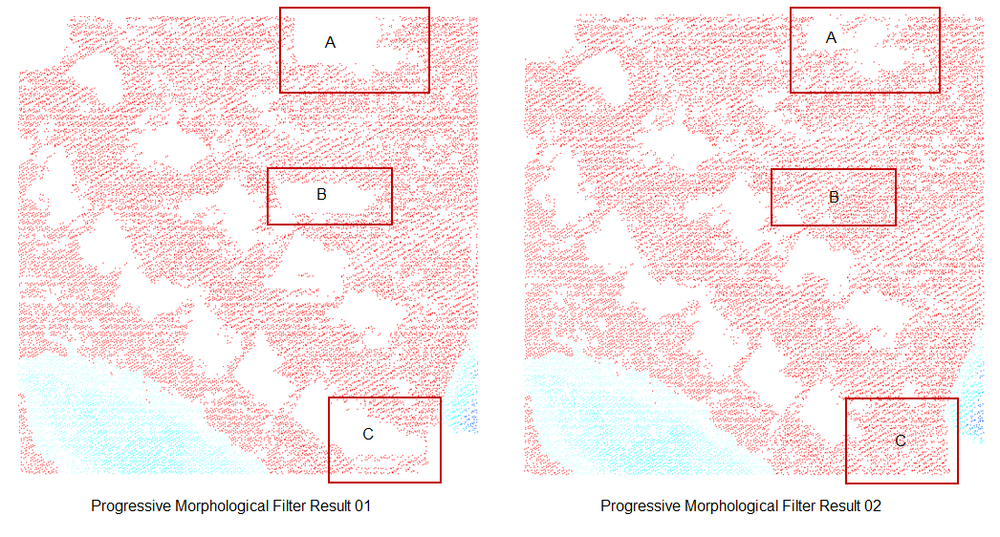 A
A
B
B
C
C
Progressive Morphological Filter Result 01
Progressive Morphological Filter Result 02